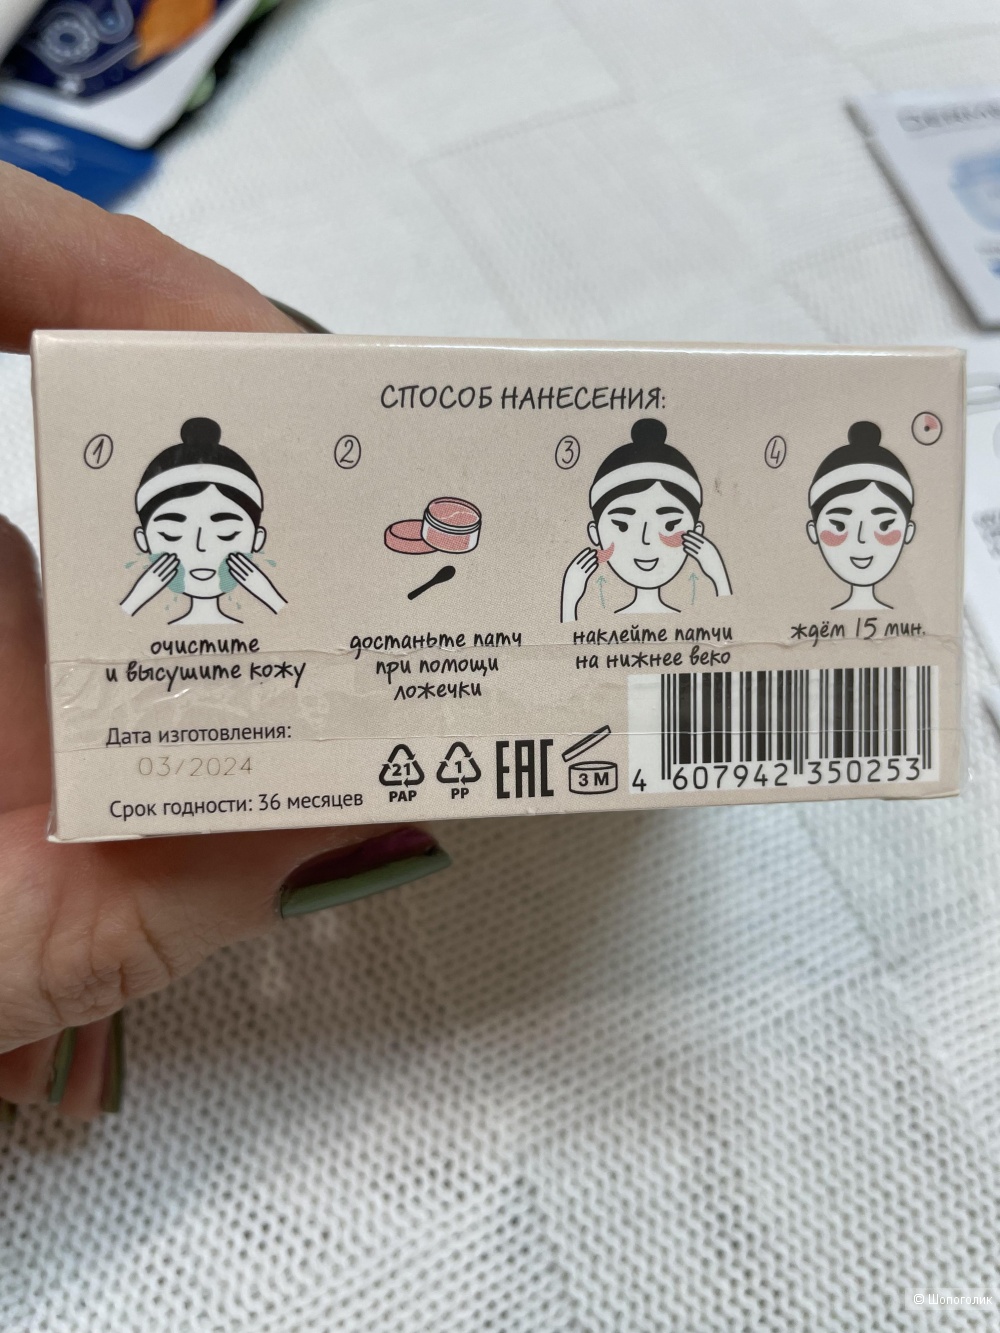 СПОСОБ НАНЕСЕНИЯ:
1
очистите
и высушите кожу
2
достаньте патч
при помощи
ложечки
3
наклейте патчи
на нижнее веко
4
ждём 15 мин.
Дата изготовления:
03/2024
Срок годности: 36 месяцев
21
PAP
1
PP
EAC
3 M
4 607942 350253
© Шопоголик